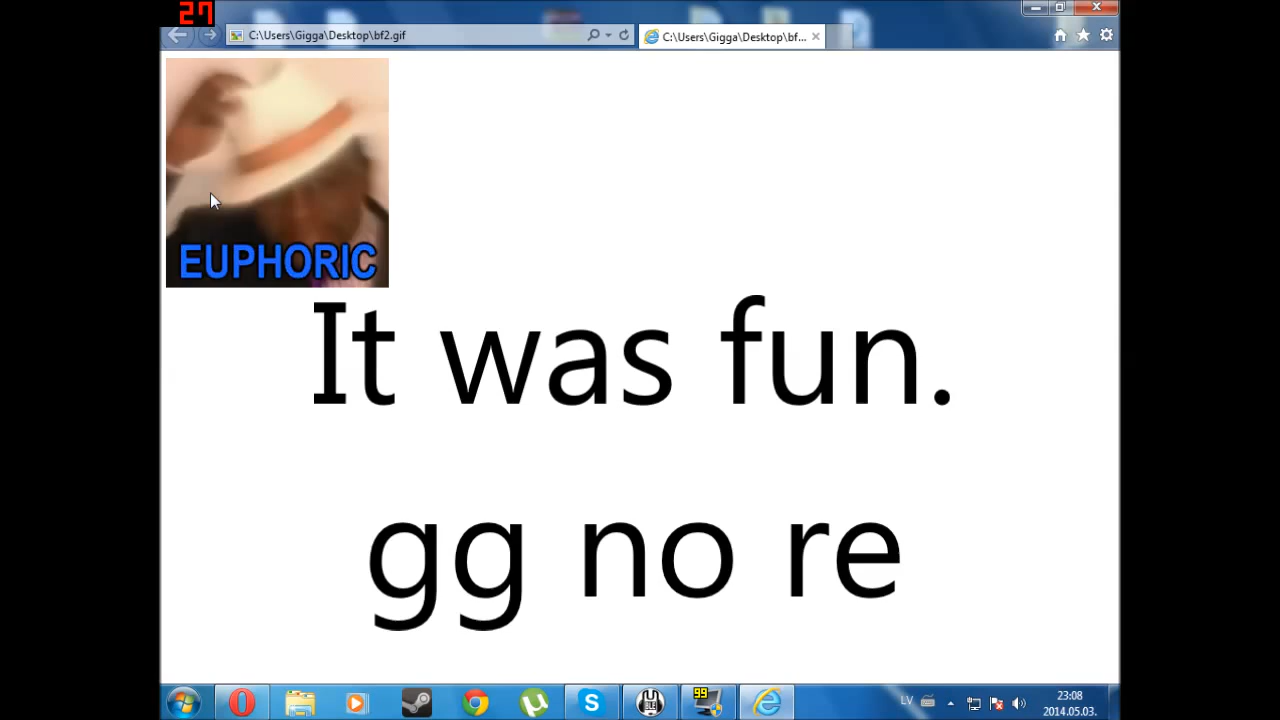 27
C:\Users\Gigga\Desktop\bf2.gif
C:\Users\Gigga\Desktop\bf...
EUPHORIC
It was fun.
gg no re
99
LV
23:08
2014.05.03.